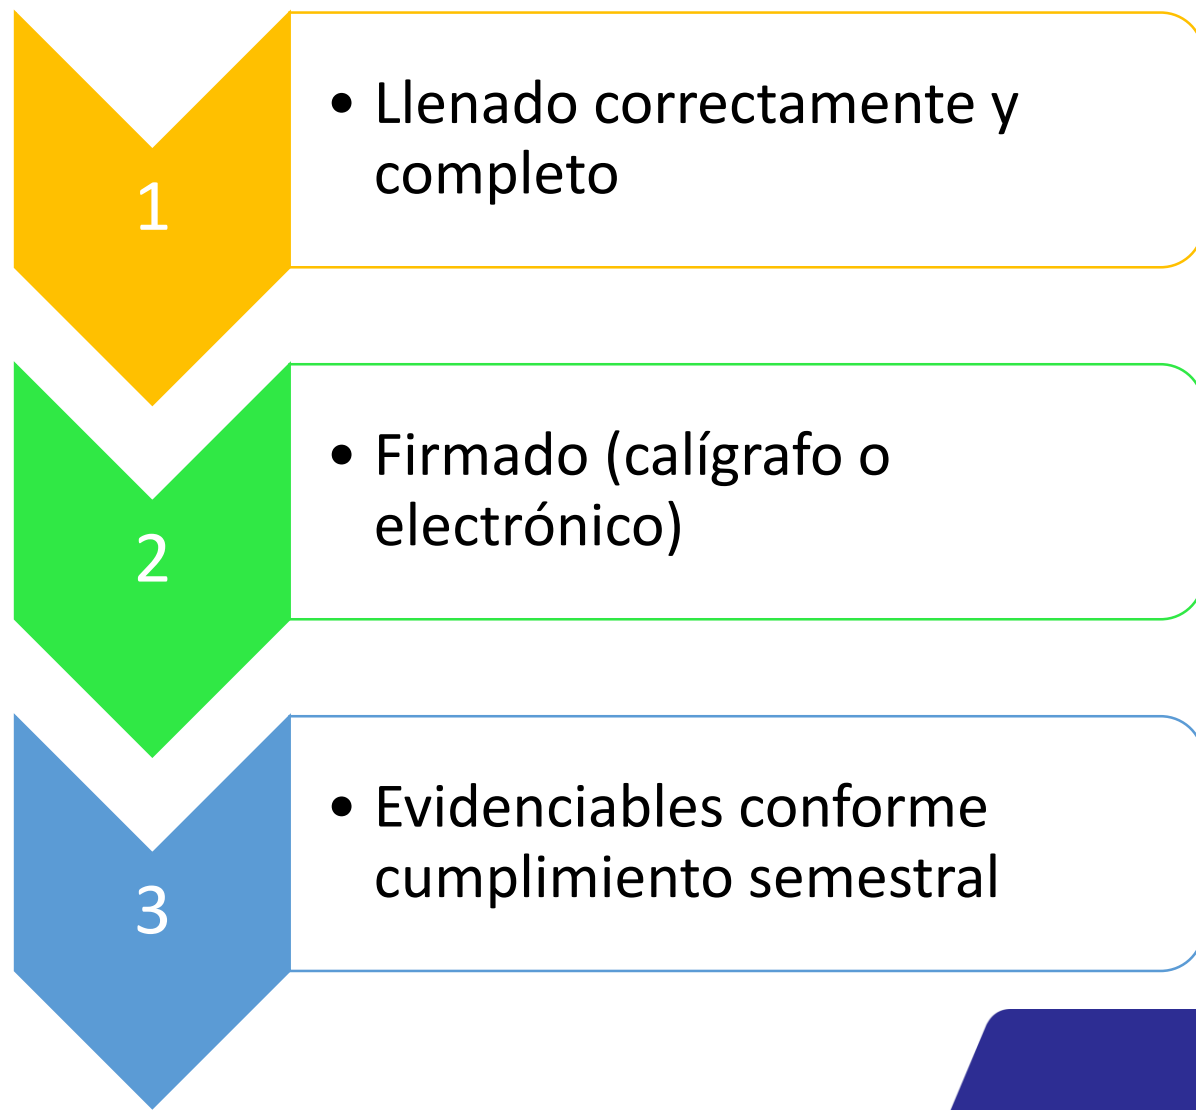 1
• Llenado correctamente y
completo
2
• Firmado (calígrafo o
electrónico)
3
• Evidenciables conforme
cumplimiento semestral